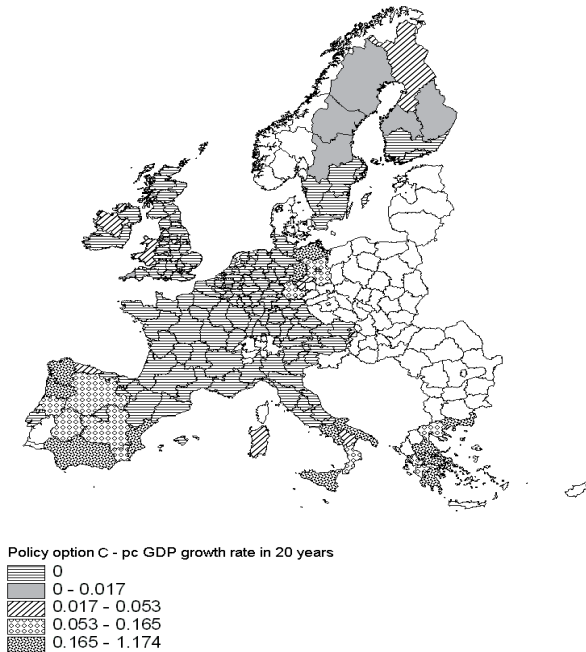 Policy option C - pc GDP growth rate in 20 years
0
0 - 0.017
0.017 - 0.053
0.053 - 0.165
0.165 - 1.174